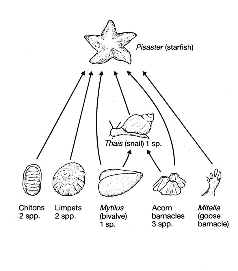 Pisaster (starfish)
Thais (snail) 1 sp.
Chitons
2 spp.
Limpets
2 spp.
Mytilus
(bivalve)
1 sp.
Acorn
barnacles
3 spp.
Mitella
(goose
barnacle)